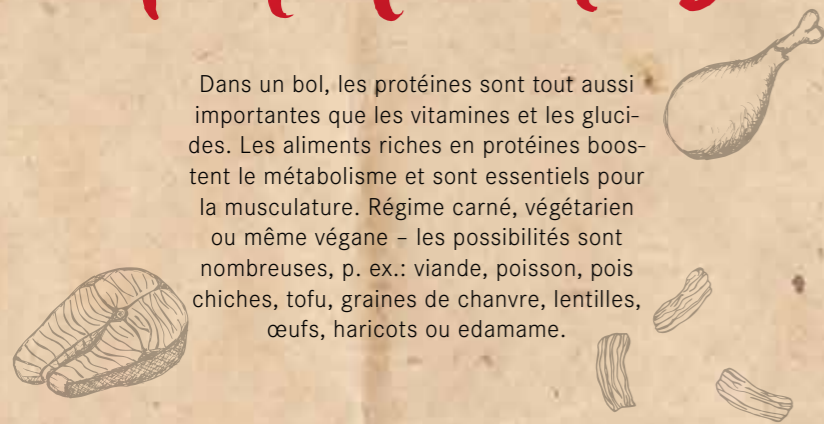 Dans un bol, les protéines sont tout aussi
importantes que les vitamines et les gluci-
des. Les aliments riches en protéines boos-
tent le métabolisme et sont essentiels pour
la musculature. Régime carné, végétarien
ou même végane – les possibilités sont
nombreuses, p. ex.: viande, poisson, pois
chiches, tofu, graines de chanvre, lentilles,
œufs, haricots ou edamame.